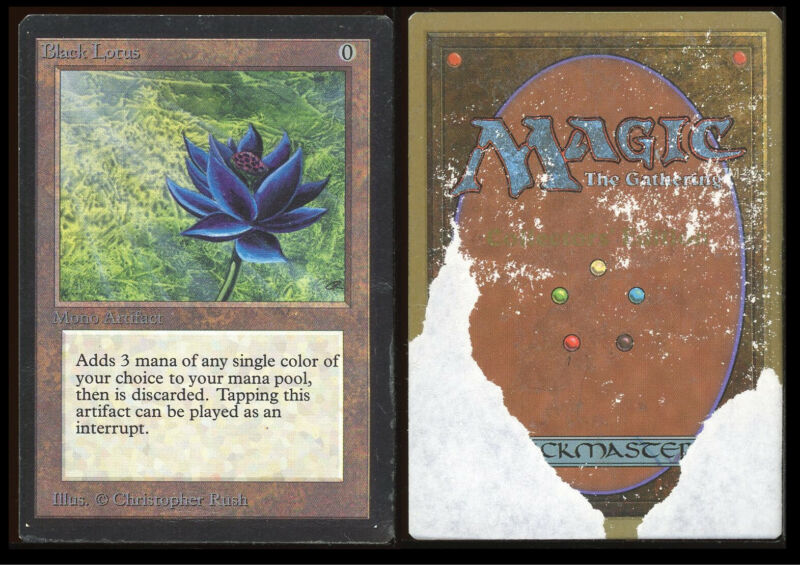 Black Lotus
0
Mono Artifact
Adds 3 mana of any single color of
your choice to your mana pool,
then is discarded. Tapping this
artifact can be played as an
interrupt.
Illus. © Christopher Rush
MAGIC
The Gathering
CKMASTER